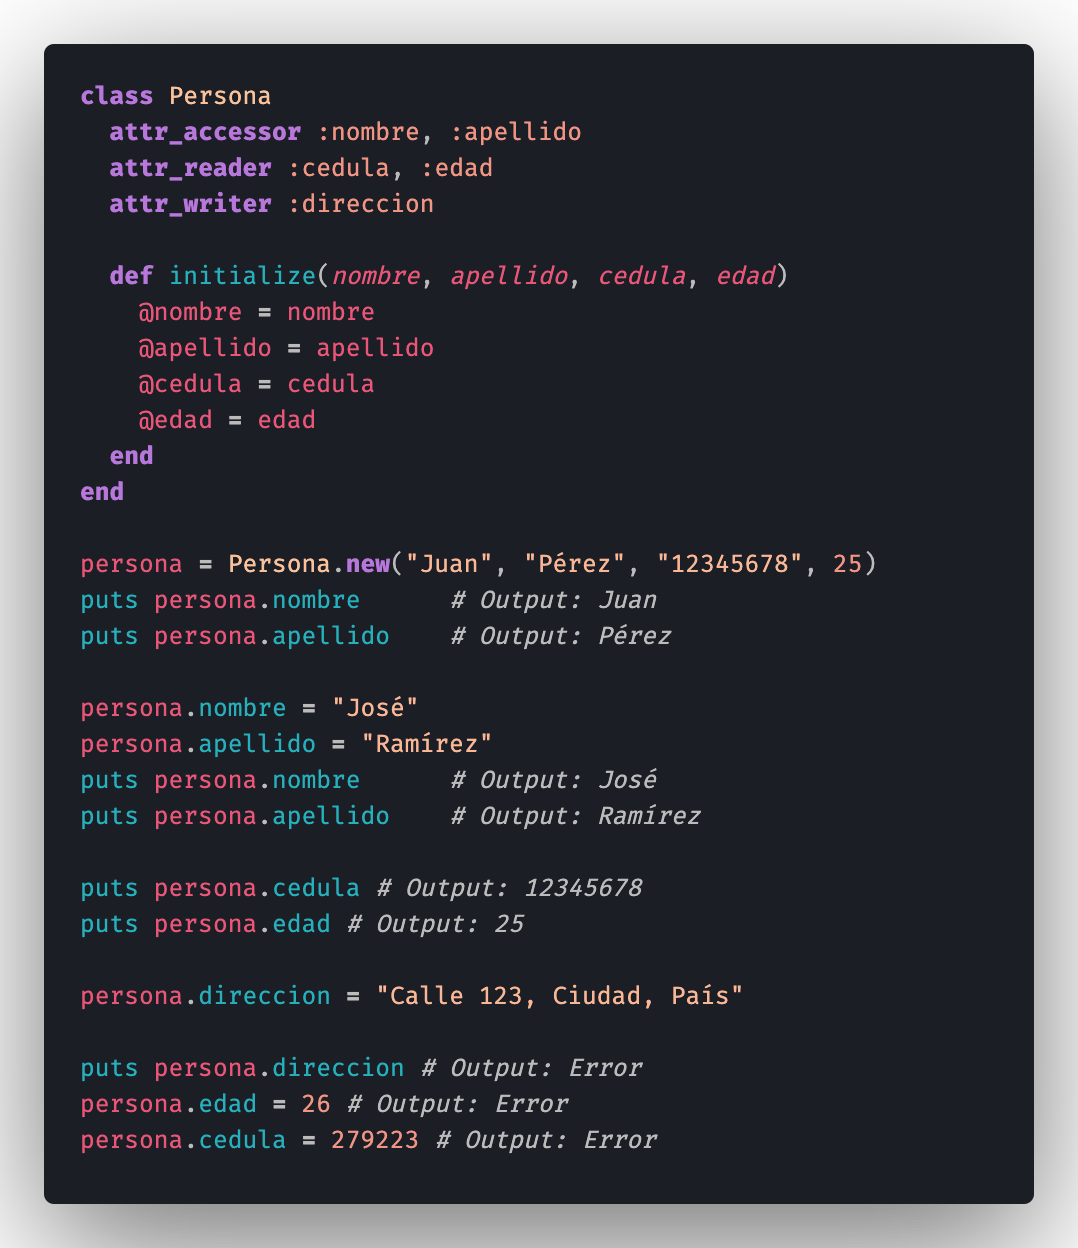 class Persona
  attr_accessor :nombre, :apellido
  attr_reader :cedula, :edad
  attr_writer :direccion

  def initialize(nombre, apellido, cedula, edad)
    @nombre = nombre
    @apellido = apellido
    @cedula = cedula
    @edad = edad
  end
end

persona = Persona.new("Juan", "Pérez", "12345678", 25)
puts persona.nombre      # Output: Juan
puts persona.apellido    # Output: Pérez

persona.nombre = "José"
persona.apellido = "Ramírez"
puts persona.nombre      # Output: José
puts persona.apellido    # Output: Ramírez

puts persona.cedula # Output: 12345678
puts persona.edad # Output: 25

persona.direccion = "Calle 123, Ciudad, País"

puts persona.direccion # Output: Error
persona.edad = 26 # Output: Error
persona.cedula = 279223 # Output: Error